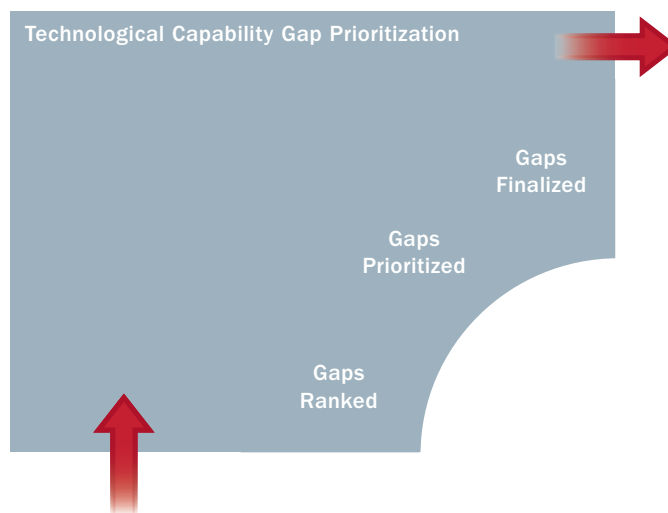 Technological Capability Gap Prioritization
Gaps
Finalized
Gaps
Prioritized
Gaps
Ranked